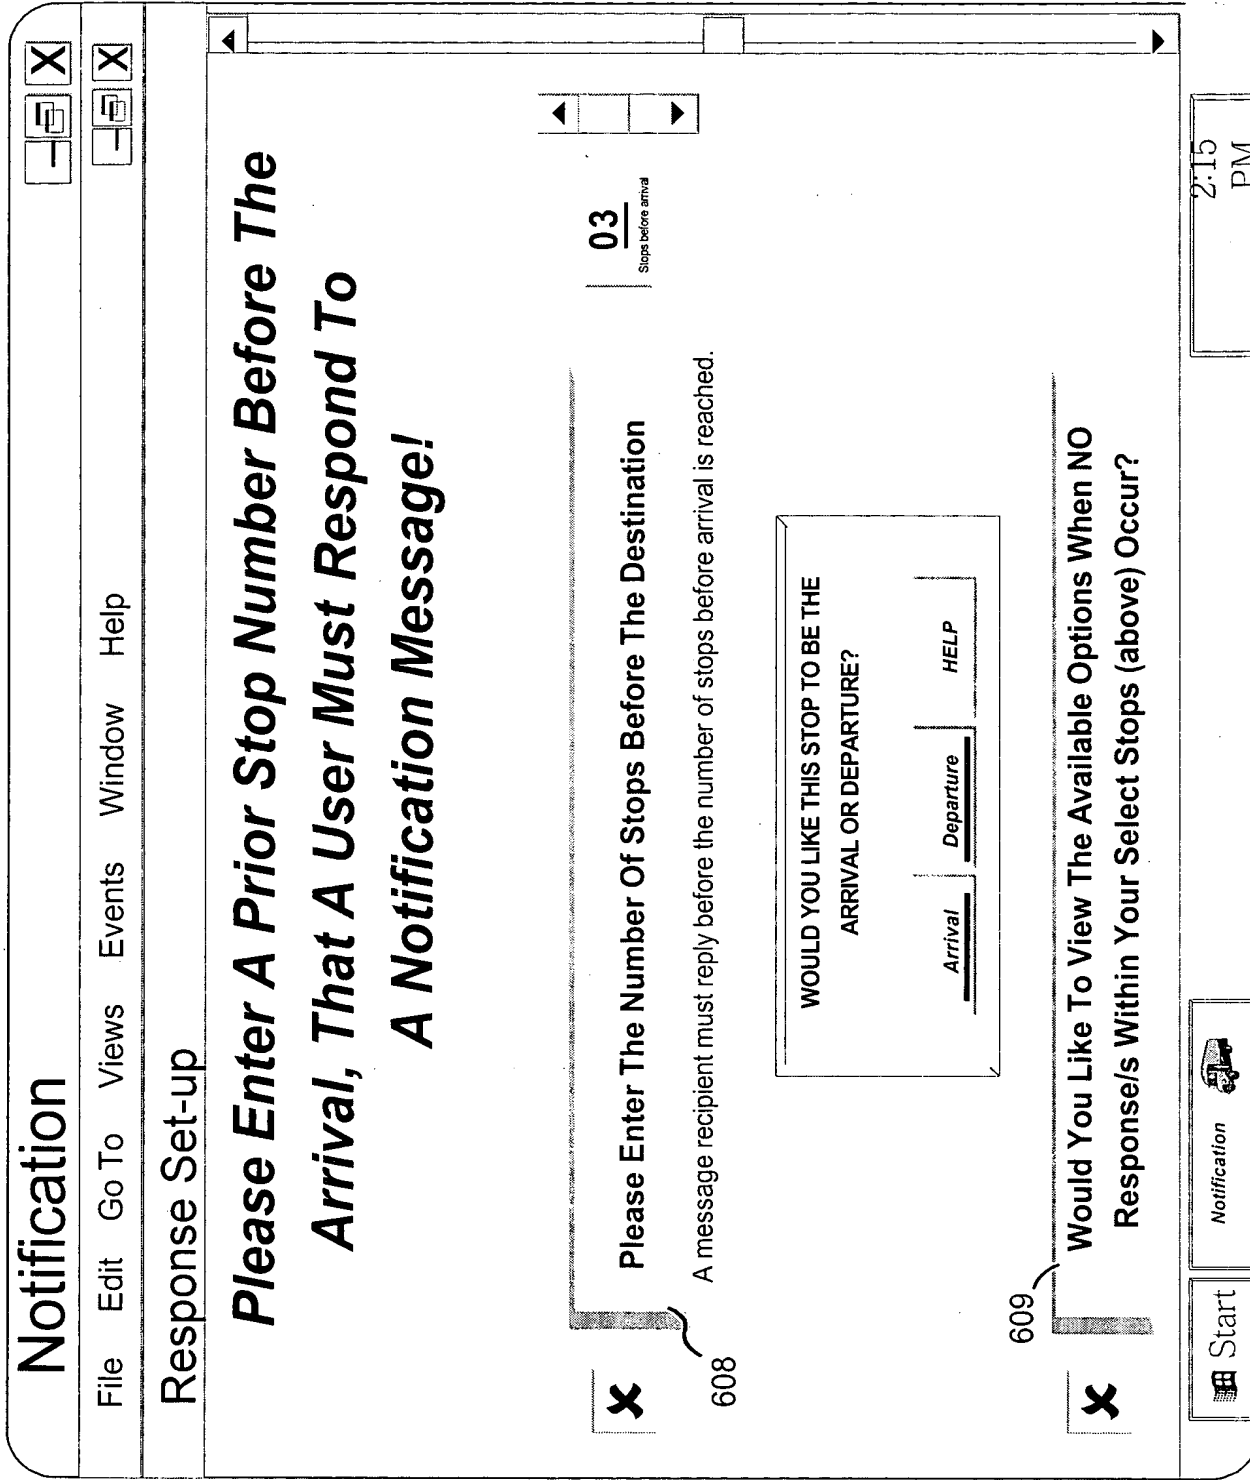 Notification
X
File Edit Go To Views Events Window Help
X
Response Set-up
Please Enter A Prior Stop Number Before The
Arrival, That A User Must Respond To
A Notification Message!
X
Please Enter The Number Of Stops Before The Destination
03
Stops before arrival
A message recipient must reply before the number of stops before arrival is reached.
608
WOULD YOU LIKE THIS STOP TO BE THE
ARRIVAL OR DEPARTURE?
Arrival Departure HELP
609
X
Would You Like To View The Available Options When NO
Response/s Within Your Select Stops (above) Occur?
Start
Notification
2:15
PM